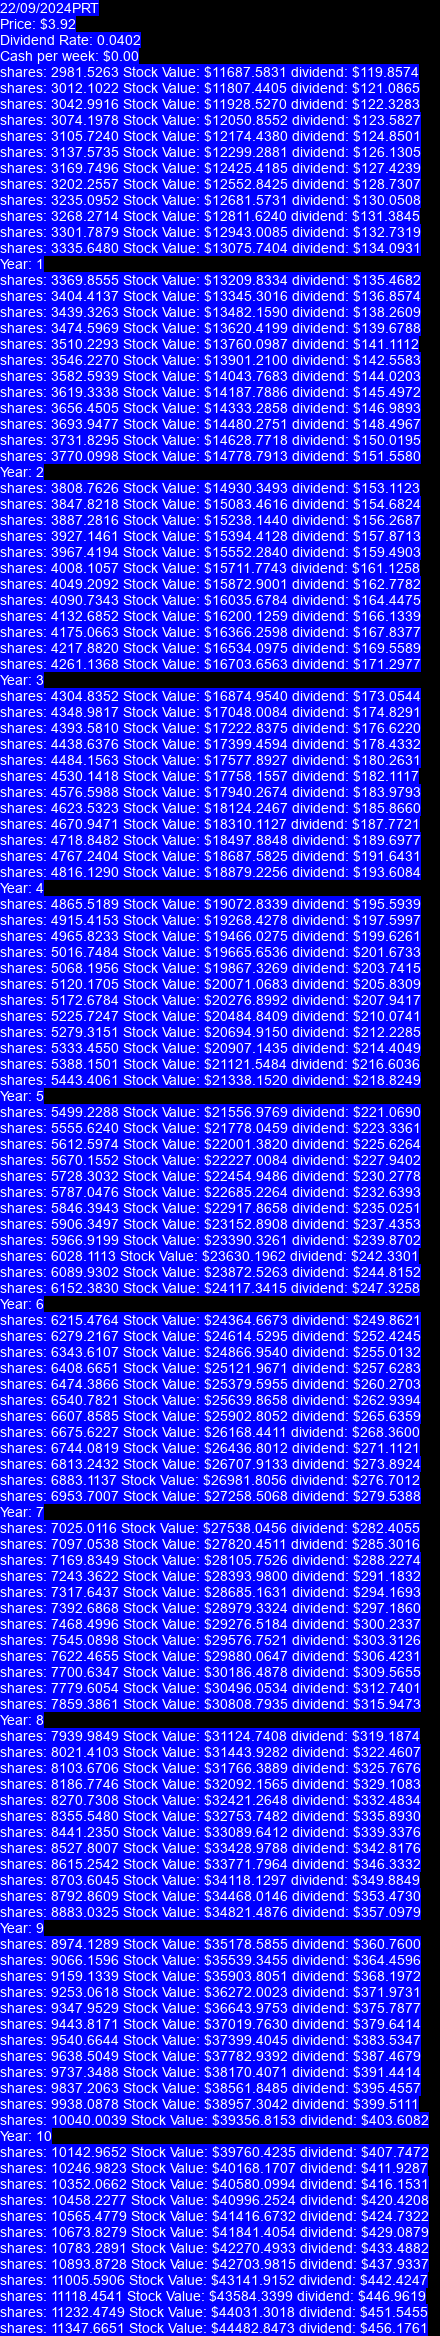 22/09/2024PRT
Price: $3.92
Dividend Rate: 0.0402
Cash per week: $0.00
shares: 2981.5263 Stock Value: $11687.5831 dividend: $119.8574
shares: 3012.1022 Stock Value: $11807.4405 dividend: $121.0865
shares: 3042.9916 Stock Value: $11928.5270 dividend: $122.3283
shares: 3074.1978 Stock Value: $12050.8552 dividend: $123.5827
shares: 3105.7240 Stock Value: $12174.4380 dividend: $124.8501
shares: 3137.5735 Stock Value: $12299.2881 dividend: $126.1305
shares: 3169.7496 Stock Value: $12425.4185 dividend: $127.4239
shares: 3202.2557 Stock Value: $12552.8425 dividend: $128.7307
shares: 3235.0952 Stock Value: $12681.5731 dividend: $130.0508
shares: 3268.2714 Stock Value: $12811.6240 dividend: $131.3845
shares: 3301.7879 Stock Value: $12943.0085 dividend: $132.7319
shares: 3335.6480 Stock Value: $13075.7404 dividend: $134.0931
Year: 1
shares: 3369.8555 Stock Value: $13209.8334 dividend: $135.4682
shares: 3404.4137 Stock Value: $13345.3016 dividend: $136.8574
shares: 3439.3263 Stock Value: $13482.1590 dividend: $138.2609
shares: 3474.5969 Stock Value: $13620.4199 dividend: $139.6788
shares: 3510.2293 Stock Value: $13760.0987 dividend: $141.1112
shares: 3546.2270 Stock Value: $13901.2100 dividend: $142.5583
shares: 3582.5939 Stock Value: $14043.7683 dividend: $144.0203
shares: 3619.3338 Stock Value: $14187.7886 dividend: $145.4972
shares: 3656.4505 Stock Value: $14333.2858 dividend: $146.9893
shares: 3693.9477 Stock Value: $14480.2751 dividend: $148.4967
shares: 3731.8295 Stock Value: $14628.7718 dividend: $150.0195
shares: 3770.0998 Stock Value: $14778.7913 dividend: $151.5580
Year: 2
shares: 3808.7626 Stock Value: $14930.3493 dividend: $153.1123
shares: 3847.8218 Stock Value: $15083.4616 dividend: $154.6824
shares: 3887.2816 Stock Value: $15238.1440 dividend: $156.2687
shares: 3927.1461 Stock Value: $15394.4128 dividend: $157.8713
shares: 3967.4194 Stock Value: $15552.2840 dividend: $159.4903
shares: 4008.1057 Stock Value: $15711.7743 dividend: $161.1258
shares: 4049.2092 Stock Value: $15872.9001 dividend: $162.7782
shares: 4090.7343 Stock Value: $16035.6784 dividend: $164.4475
shares: 4132.6852 Stock Value: $16200.1259 dividend: $166.1339
shares: 4175.0663 Stock Value: $16366.2598 dividend: $167.8377
shares: 4217.8820 Stock Value: $16534.0975 dividend: $169.5589
shares: 4261.1368 Stock Value: $16703.6563 dividend: $171.2977
Year: 3
shares: 4304.8352 Stock Value: $16874.9540 dividend: $173.0544
shares: 4348.9817 Stock Value: $17048.0084 dividend: $174.8291
shares: 4393.5810 Stock Value: $17222.8375 dividend: $176.6220
shares: 4438.6376 Stock Value: $17399.4594 dividend: $178.4332
shares: 4484.1563 Stock Value: $17577.8927 dividend: $180.2631
shares: 4530.1418 Stock Value: $17758.1557 dividend: $182.1117
shares: 4576.5988 Stock Value: $17940.2674 dividend: $183.9793
shares: 4623.5323 Stock Value: $18124.2467 dividend: $185.8660
shares: 4670.9471 Stock Value: $18310.1127 dividend: $187.7721
shares: 4718.8482 Stock Value: $18497.8848 dividend: $189.6977
shares: 4767.2404 Stock Value: $18687.5825 dividend: $191.6431
shares: 4816.1290 Stock Value: $18879.2256 dividend: $193.6084
Year: 4
shares: 4865.5189 Stock Value: $19072.8339 dividend: $195.5939
shares: 4915.4153 Stock Value: $19268.4278 dividend: $197.5997
shares: 4965.8233 Stock Value: $19466.0275 dividend: $199.6261
shares: 5016.7484 Stock Value: $19665.6536 dividend: $201.6733
shares: 5068.1956 Stock Value: $19867.3269 dividend: $203.7415
shares: 5120.1705 Stock Value: $20071.0683 dividend: $205.8309
shares: 5172.6784 Stock Value: $20276.8992 dividend: $207.9417
shares: 5225.7247 Stock Value: $20484.8409 dividend: $210.0741
shares: 5279.3151 Stock Value: $20694.9150 dividend: $212.2285
shares: 5333.4550 Stock Value: $20907.1435 dividend: $214.4049
shares: 5388.1501 Stock Value: $21121.5484 dividend: $216.6036
shares: 5443.4061 Stock Value: $21338.1520 dividend: $218.8249
Year: 5
shares: 5499.2288 Stock Value: $21556.9769 dividend: $221.0690
shares: 5555.6240 Stock Value: $21778.0459 dividend: $223.3361
shares: 5612.5974 Stock Value: $22001.3820 dividend: $225.6264
shares: 5670.1552 Stock Value: $22227.0084 dividend: $227.9402
shares: 5728.3032 Stock Value: $22454.9486 dividend: $230.2778
shares: 5787.0476 Stock Value: $22685.2264 dividend: $232.6393
shares: 5846.3943 Stock Value: $22917.8658 dividend: $235.0251
shares: 5906.3497 Stock Value: $23152.8908 dividend: $237.4353
shares: 5966.9199 Stock Value: $23390.3261 dividend: $239.8702
shares: 6028.1113 Stock Value: $23630.1962 dividend: $242.3301
shares: 6089.9302 Stock Value: $23872.5263 dividend: $244.8152
shares: 6152.3830 Stock Value: $24117.3415 dividend: $247.3258
Year: 6
shares: 6215.4764 Stock Value: $24364.6673 dividend: $249.8621
shares: 6279.2167 Stock Value: $24614.5295 dividend: $252.4245
shares: 6343.6107 Stock Value: $24866.9540 dividend: $255.0132
shares: 6408.6651 Stock Value: $25121.9671 dividend: $257.6283
shares: 6474.3866 Stock Value: $25379.5955 dividend: $260.2703
shares: 6540.7821 Stock Value: $25639.8658 dividend: $262.9394
shares: 6607.8585 Stock Value: $25902.8052 dividend: $265.6359
shares: 6675.6227 Stock Value: $26168.4411 dividend: $268.3600
shares: 6744.0819 Stock Value: $26436.8012 dividend: $271.1121
shares: 6813.2432 Stock Value: $26707.9133 dividend: $273.8924
shares: 6883.1137 Stock Value: $26981.8056 dividend: $276.7012
shares: 6953.7007 Stock Value: $27258.5068 dividend: $279.5388
Year: 7
shares: 7025.0116 Stock Value: $27538.0456 dividend: $282.4055
shares: 7097.0538 Stock Value: $27820.4511 dividend: $285.3016
shares: 7169.8349 Stock Value: $28105.7526 dividend: $288.2274
shares: 7243.3622 Stock Value: $28393.9800 dividend: $291.1832
shares: 7317.6437 Stock Value: $28685.1631 dividend: $294.1693
shares: 7392.6868 Stock Value: $28979.3324 dividend: $297.1860
shares: 7468.4996 Stock Value: $29276.5184 dividend: $300.2337
shares: 7545.0898 Stock Value: $29576.7521 dividend: $303.3126
shares: 7622.4655 Stock Value: $29880.0647 dividend: $306.4231
shares: 7700.6347 Stock Value: $30186.4878 dividend: $309.5655
shares: 7779.6054 Stock Value: $30496.0534 dividend: $312.7401
shares: 7859.3861 Stock Value: $30808.7935 dividend: $315.9473
Year: 8
shares: 7939.9849 Stock Value: $31124.7408 dividend: $319.1874
shares: 8021.4103 Stock Value: $31443.9282 dividend: $322.4607
shares: 8103.6706 Stock Value: $31766.3889 dividend: $325.7676
shares: 8186.7746 Stock Value: $32092.1565 dividend: $329.1083
shares: 8270.7308 Stock Value: $32421.2648 dividend: $332.4834
shares: 8355.5480 Stock Value: $32753.7482 dividend: $335.8930
shares: 8441.2350 Stock Value: $33089.6412 dividend: $339.3376
shares: 8527.8007 Stock Value: $33428.9788 dividend: $342.8176
shares: 8615.2542 Stock Value: $33771.7964 dividend: $346.3332
shares: 8703.6045 Stock Value: $34118.1297 dividend: $349.8849
shares: 8792.8609 Stock Value: $34468.0146 dividend: $353.4730
shares: 8883.0325 Stock Value: $34821.4876 dividend: $357.0979
Year: 9
shares: 8974.1289 Stock Value: $35178.5855 dividend: $360.7600
shares: 9066.1596 Stock Value: $35539.3455 dividend: $364.4596
shares: 9159.1339 Stock Value: $35903.8051 dividend: $368.1972
shares: 9253.0618 Stock Value: $36272.0023 dividend: $371.9731
shares: 9347.9529 Stock Value: $36643.9753 dividend: $375.7877
shares: 9443.8171 Stock Value: $37019.7630 dividend: $379.6414
shares: 9540.6644 Stock Value: $37399.4045 dividend: $383.5347
shares: 9638.5049 Stock Value: $37782.9392 dividend: $387.4679
shares: 9737.3488 Stock Value: $38170.4071 dividend: $391.4414
shares: 9837.2063 Stock Value: $38561.8485 dividend: $395.4557
shares: 9938.0878 Stock Value: $38957.3042 dividend: $399.5111
shares: 10040.0039 Stock Value: $39356.8153 dividend: $403.6082
Year: 10
shares: 10142.9652 Stock Value: $39760.4235 dividend: $407.7472
shares: 10246.9823 Stock Value: $40168.1707 dividend: $411.9287
shares: 10352.0662 Stock Value: $40580.0994 dividend: $416.1531
shares: 10458.2277 Stock Value: $40996.2524 dividend: $420.4208
shares: 10565.4779 Stock Value: $41416.6732 dividend: $424.7322
shares: 10673.8279 Stock Value: $41841.4054 dividend: $429.0879
shares: 10783.2891 Stock Value: $42270.4933 dividend: $433.4882
shares: 10893.8728 Stock Value: $42703.9815 dividend: $437.9337
shares: 11005.5906 Stock Value: $43141.9152 dividend: $442.4247
shares: 11118.4541 Stock Value: $43584.3399 dividend: $446.9619
shares: 11232.4749 Stock Value: $44031.3018 dividend: $451.5455
shares: 11347.6651 Stock Value: $44482.8473 dividend: $456.1761